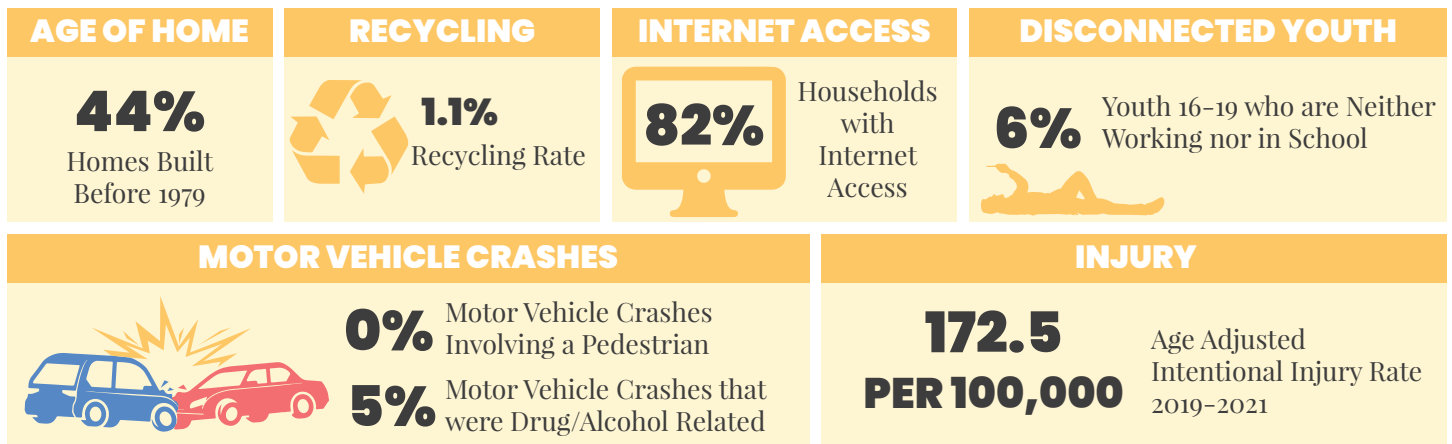 AGE OF HOME
44%
Homes Built
Before 1979
RECYCLING
1.1%
Recycling Rate
INTERNET ACCESS
82%
Households
with
Internet
Access
DISCONNECTED YOUTH
6%
Youth 16-19 who are Neither
Working nor in School
MOTOR VEHICLE CRASHES
0%
Motor Vehicle Crashes
Involving a Pedestrian
5%
Motor Vehicle Crashes that
were Drug/Alcohol Related
INJURY
172.5
PER 100,000
Age Adjusted
Intentional Injury Rate
2019-2021